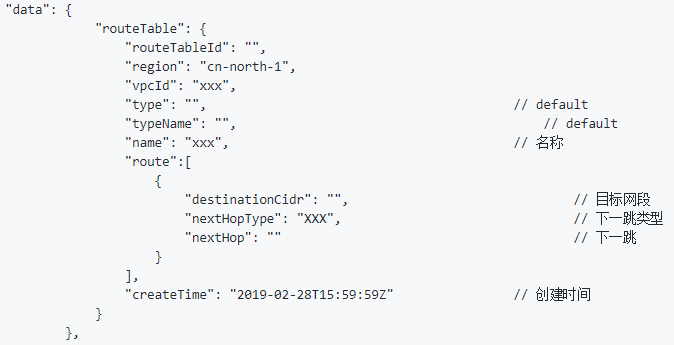 "data": {
"routeTable": {
"routeTableId": "",
"region": "cn-north-1",
"vpcId": "xxx",
"type": "", // default
"typeName": "", // default
"name": "xxx", // 名称
"route":[
{
"destinationCidr": "", // 目标网段
"nextHopType": "XXX", // 下一跳类型
"nextHop": "" // 下一跳
}
],
"createTime": "2019-02-28T15:59:59Z" // 创建时间
}
},